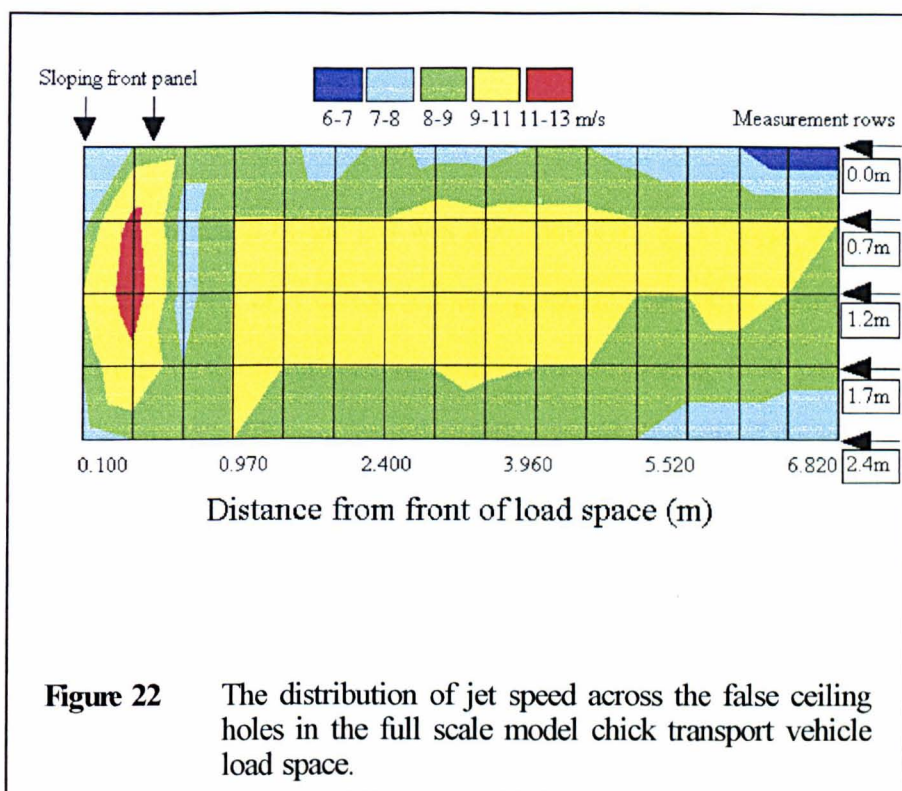 Sloping front panel
6-7 7-8 8-9 9-11 11-13 m/s
Measurement rows
0.0m
0.7m
1.2m
1.7m
2.4m
0.100 0.970 2.400 3.960 5.520 6.820
Distance from front of load space (m)
Figure 22 The distribution of jet speed across the false ceiling
holes in the full scale model chick transport vehicle
load space.